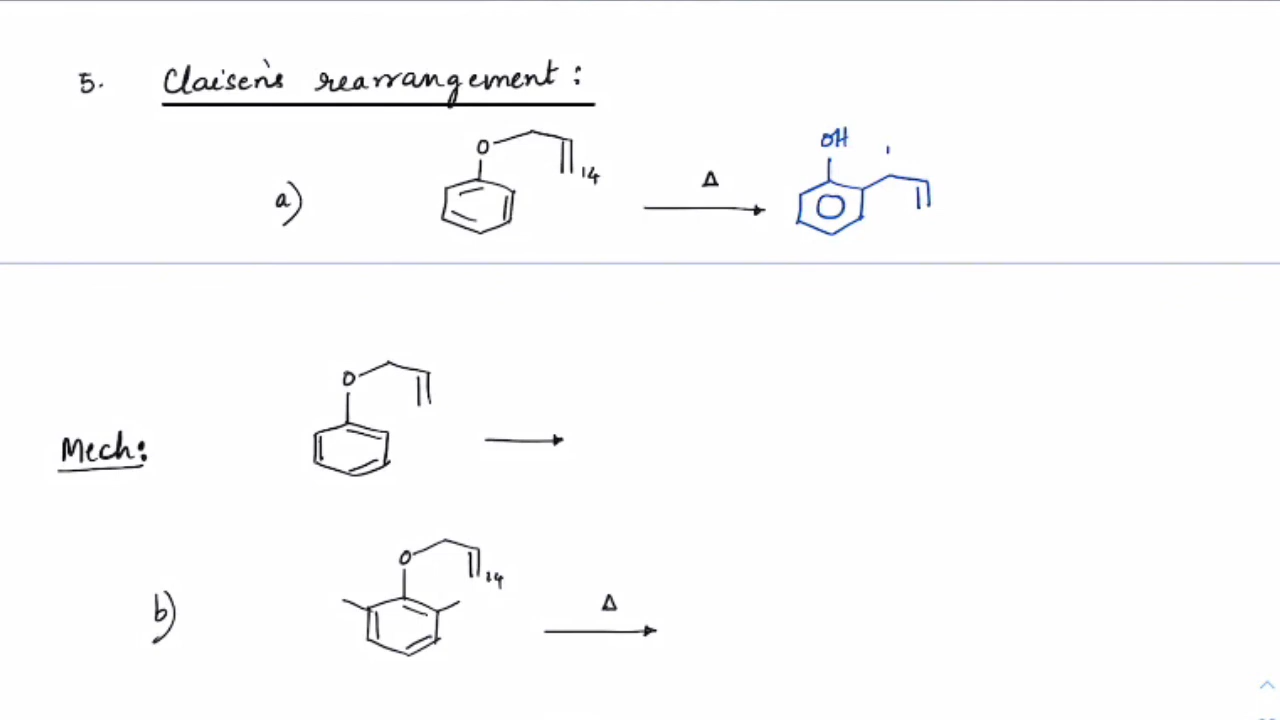 5. Claisen's rearrangement :
O 14 Δ OH
a)
O
Mech:
O 14 Δ
b)